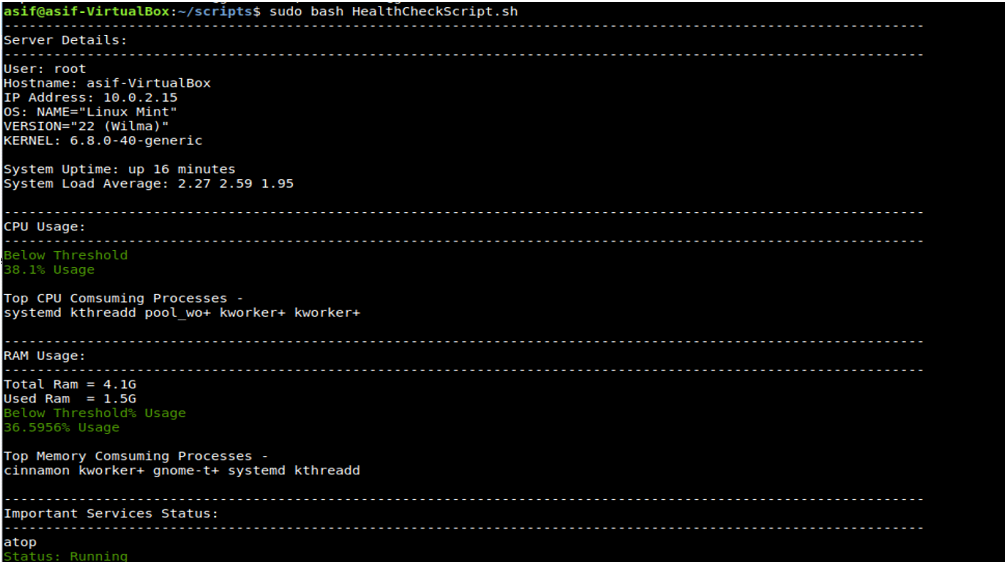 asif@asif-VirtualBox:~/scripts$ sudo bash HealthCheckScript.sh
----------------------------------------------------------------------------------------------------------------
Server Details:
----------------------------------------------------------------------------------------------------------------
User: root
Hostname: asif-VirtualBox
IP Address: 10.0.2.15
OS: NAME="Linux Mint"
VERSION="22 (Wilma)"
KERNEL: 6.8.0-40-generic
System Uptime: up 16 minutes
System Load Average: 2.27 2.59 1.95
----------------------------------------------------------------------------------------------------------------
CPU Usage:
----------------------------------------------------------------------------------------------------------------
Below Threshold
38.1% Usage
Top CPU Comsuming Processes -
systemd kthreadd pool_wo+ kworker+ kworker+
----------------------------------------------------------------------------------------------------------------
RAM Usage:
----------------------------------------------------------------------------------------------------------------
Total Ram = 4.1G
Used Ram  = 1.5G
Below Threshold% Usage
36.5956% Usage
Top Memory Comsuming Processes -
cinnamon kworker+ gnome-t+ systemd kthreadd
----------------------------------------------------------------------------------------------------------------
Important Services Status:
----------------------------------------------------------------------------------------------------------------
atop
Status: Running